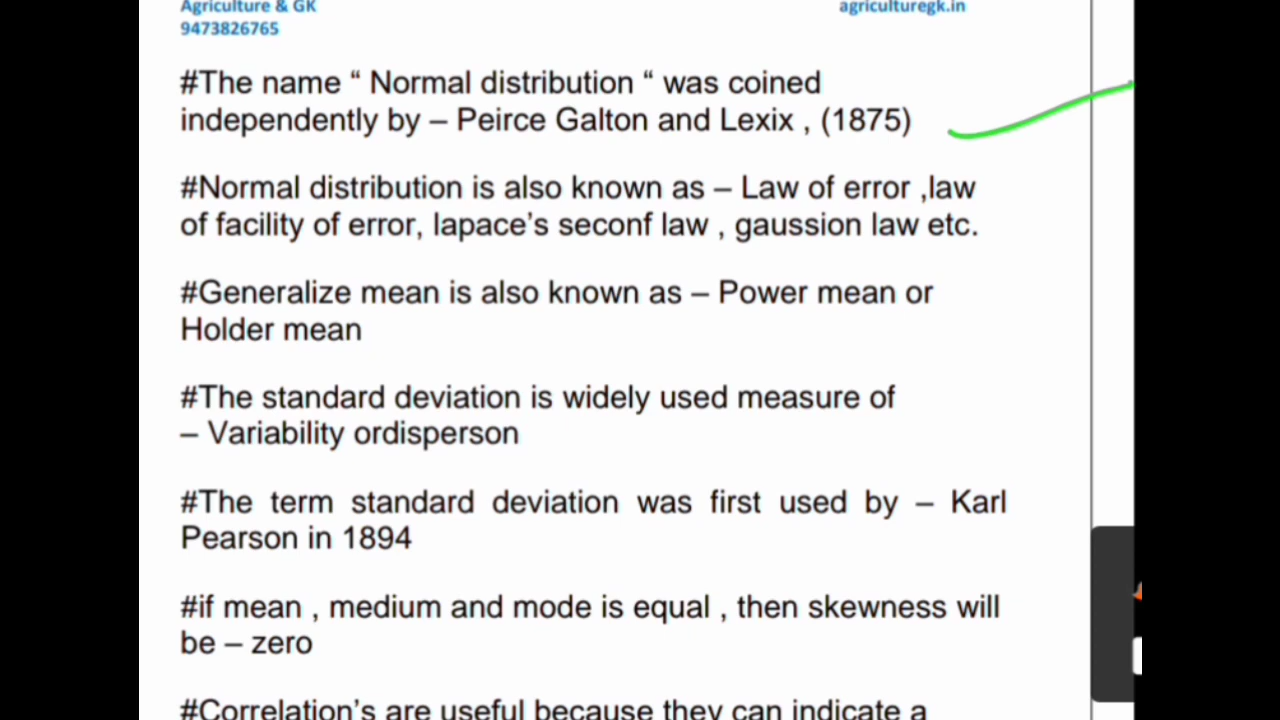 Agriculture & GK
agriculturegk.in
9473826765
#The name “ Normal distribution “ was coined
independently by – Peirce Galton and Lexix , (1875)
#Normal distribution is also known as – Law of error ,law
of facility of error, lapace’s seconf law , gaussion law etc.
#Generalize mean is also known as – Power mean or
Holder mean
#The standard deviation is widely used measure of
– Variability ordisperson
#The term standard deviation was first used by – Karl
Pearson in 1894
#if mean , medium and mode is equal , then skewness will
be – zero
#Correlation’s are useful because they can indicate a